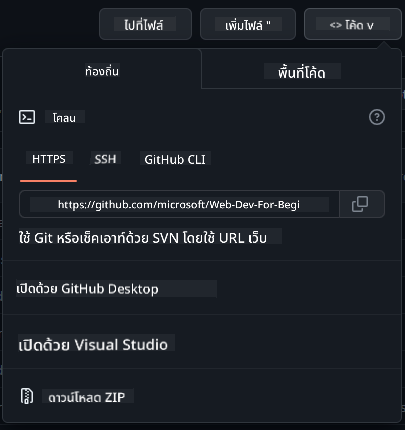 ไปที่ไฟล์ เพิ่มไฟล์ " <> โค้ด v
ท้องถิ่น พื้นที่โค้ด
โคลน
HTTPS SSH GitHub CLI
https://github.com/microsoft/Web-Dev-For-Begi
ใช้ Git หรือเช็คเอาท์ด้วย SVN โดยใช้ URL เว็บ
เปิดด้วย GitHub Desktop
เปิดด้วย Visual Studio
ดาวน์โหลด ZIP